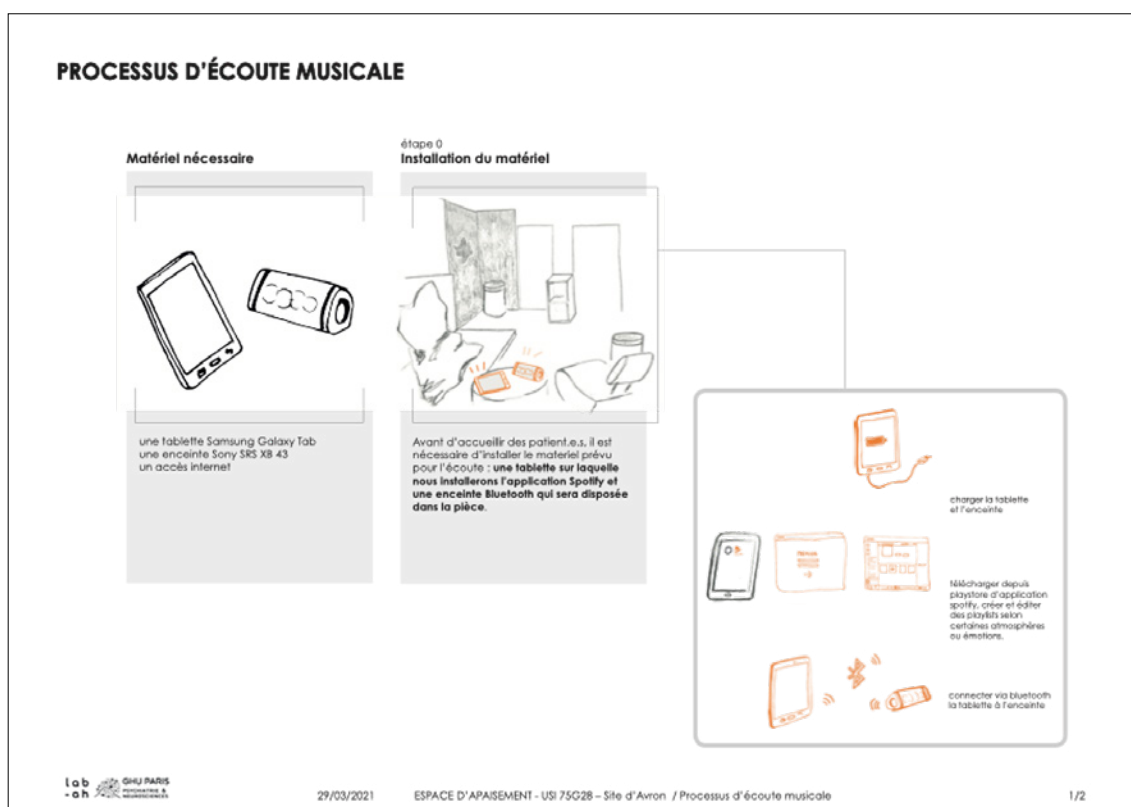 PROCESSUS D'ÉCOUTE MUSICALE
Matériel nécessaire
une tablette Samsung Galaxy Tab
une enceinte Sony SRS XB 43
un accès internet
étape 0
Installation du matériel
Avant d'accueillir des patient.e.s, il est
nécessaire d'installer le materiel prévu
pour l'écoute : une tablette sur laquelle
nous installerons l'application Spotify et
une enceinte Bluetooth qui sera disposée
dans la pièce.
charger la tablette
et l'enceinte
télécharger depuis
playstore d'application
spotify, créer et éditer
des playlists selon
certaines atmosphères
ou émotions.
connecter via bluetooth
la tablette à l'enceinte
lab
-ah
GHU PARIS
PSYCHIATRIE &
NEUROSCIENCES
29/03/2021
ESPACE D'APAISEMENT - USI 75G28 – Site d'Avron / Processus d'écoute musicale
1/2